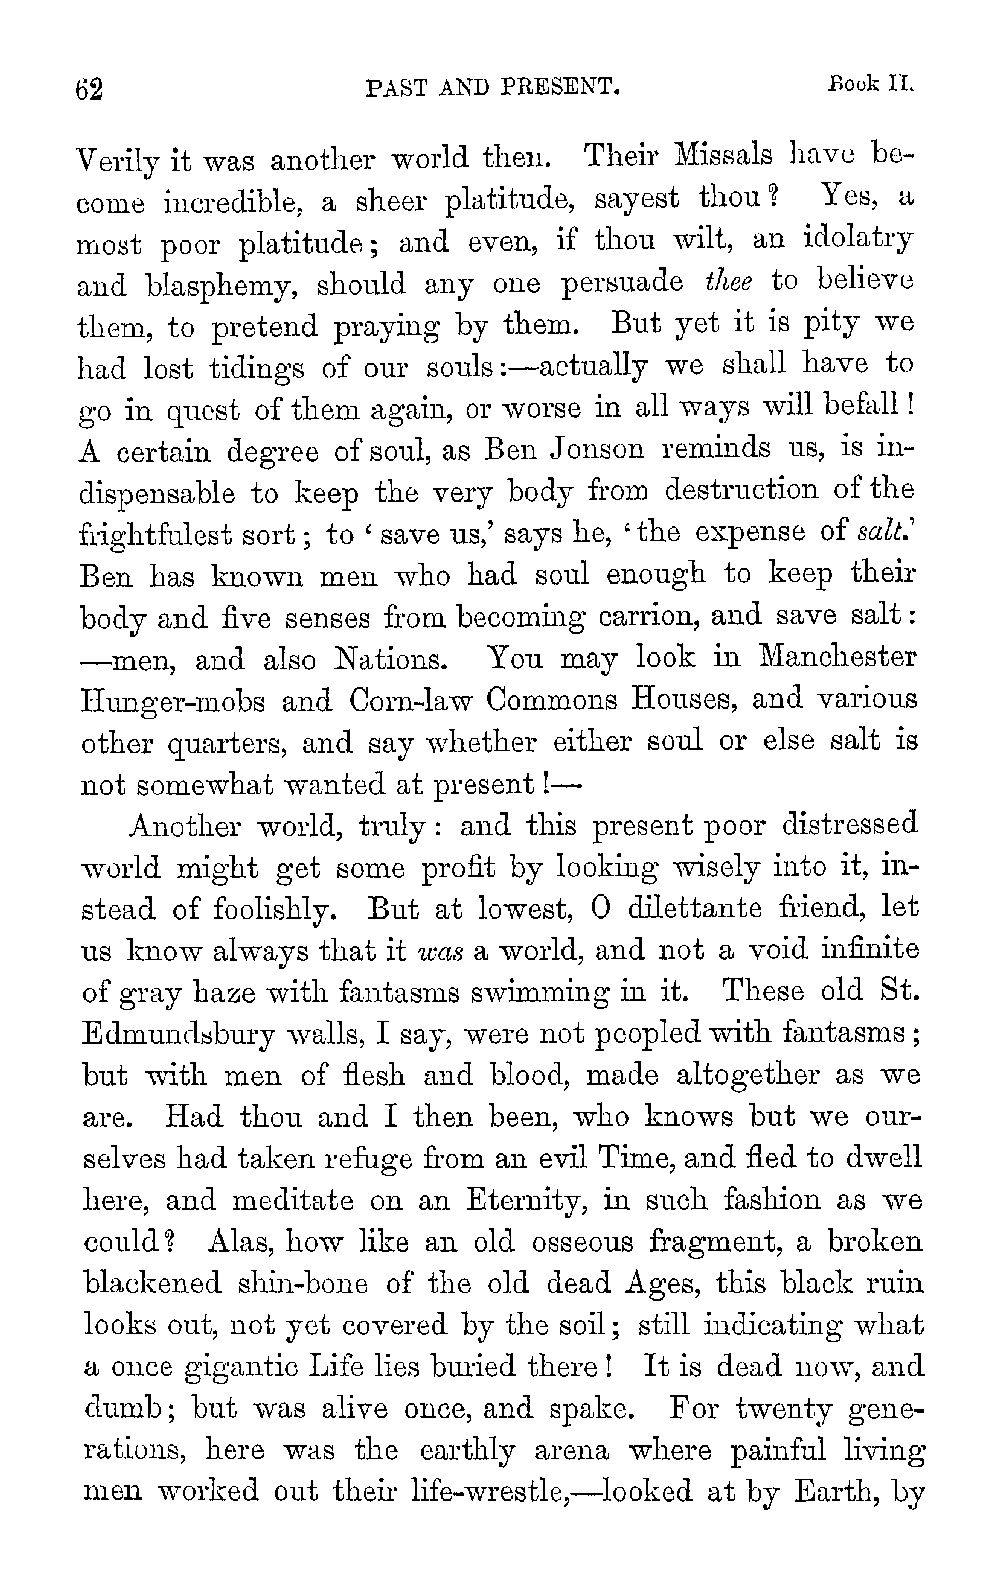 62 PAST AND PRESENT. Book II.
Verily it was another world then. Their Missals have be-
come incredible, a sheer platitude, sayest thou? Yes, a
most poor platitude; and even, if thou wilt, an idolatry
and blasphemy, should any one persuade thee to believe
them, to pretend praying by them. But yet it is pity we
had lost tidings of our souls:—actually we shall have to
go in quest of them again, or worse in all ways will befall!
A certain degree of soul, as Ben Jonson reminds us, is in-
dispensable to keep the very body from destruction of the
frightfulest sort; to ‘save us,’ says he, ‘the expense of salt.’
Ben has known men who had soul enough to keep their
body and five senses from becoming carrion, and save salt:
—men, and also Nations. You may look in Manchester
Hunger-mobs and Corn-law Commons Houses, and various
other quarters, and say whether either soul or else salt is
not somewhat wanted at present!—
Another world, truly: and this present poor distressed
world might get some profit by looking wisely into it, in-
stead of foolishly. But at lowest, O dilettante friend, let
us know always that it was a world, and not a void infinite
of gray haze with fantasms swimming in it. These old St.
Edmundsbury walls, I say, were not peopled with fantasms;
but with men of flesh and blood, made altogether as we
are. Had thou and I then been, who knows but we our-
selves had taken refuge from an evil Time, and fled to dwell
here, and meditate on an Eternity, in such fashion as we
could? Alas, how like an old osseous fragment, a broken
blackened shin-bone of the old dead Ages, this black ruin
looks out, not yet covered by the soil; still indicating what
a once gigantic Life lies buried there! It is dead now, and
dumb; but was alive once, and spake. For twenty gene-
rations, here was the earthly arena where painful living
men worked out their life-wrestle,—looked at by Earth, by